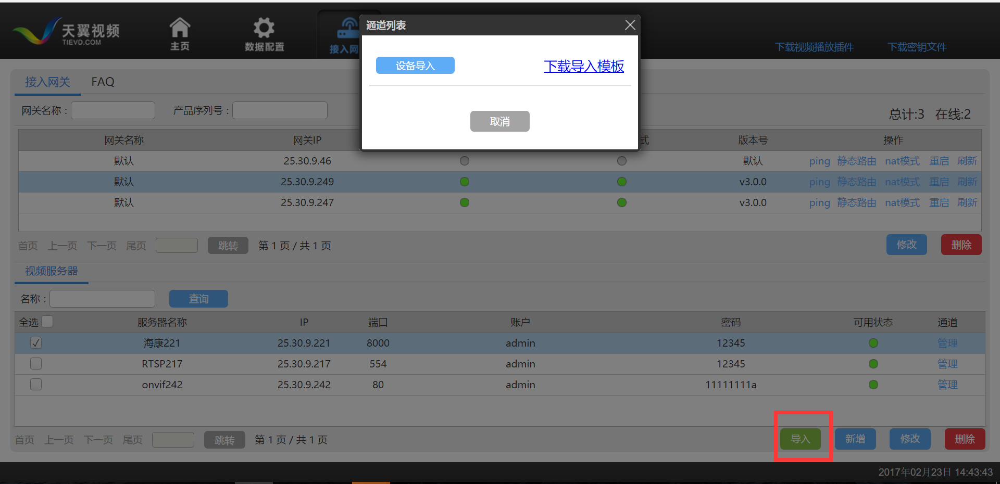 天翼视频
TIEVD.COM
主页
数据配置
接入网
下载视频播放插件 下载密钥文件
通道列表
设备导入 下载导入模板
取消
接入网关 FAQ
网关名称 : 产品序列号 :
总计:3 在线:2
网关名称 网关IP 式 版本号 操作
默认 25.30.9.46 默认 ping 静态路由 nat模式 重启 刷新
默认 25.30.9.249 v3.0.0 ping 静态路由 nat模式 重启 刷新
默认 25.30.9.247 v3.0.0 ping 静态路由 nat模式 重启 刷新
首页 上一页 下一页 尾页 跳转 第 1 页 / 共 1 页 修改 删除
视频服务器
名称 : 查询
全选 服务器名称 IP 端口 账户 密码 可用状态 通道
海康221 25.30.9.221 8000 admin 12345 管理
RTSP217 25.30.9.217 554 admin 12345 管理
onvif242 25.30.9.242 80 admin 11111111a 管理
首页 上一页 下一页 尾页 跳转 第 1 页 / 共 1 页 导入 新增 修改 删除
2017年02月23日 14:43:43